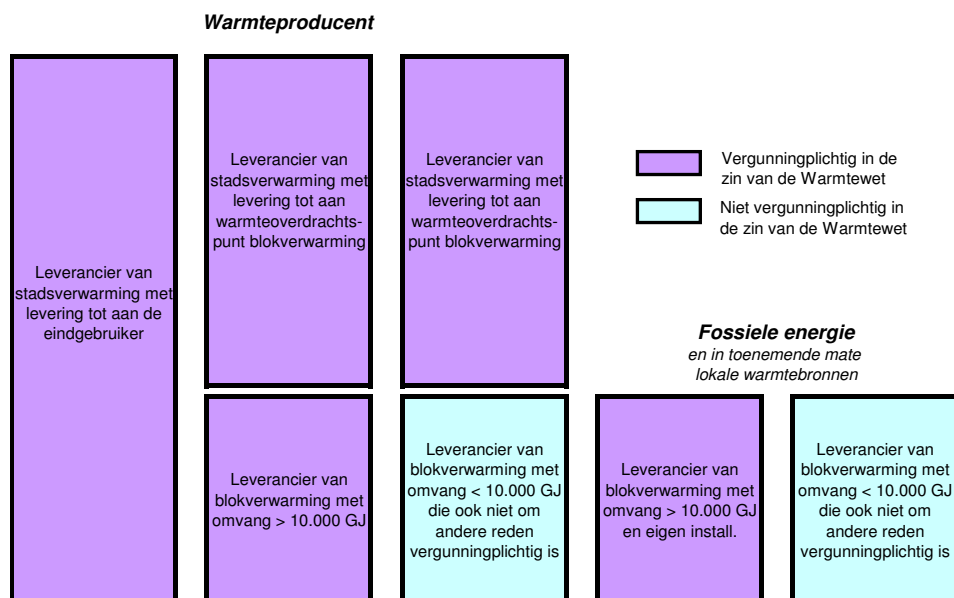 Warmteproducent
Leverancier van
stadsverwarming met
levering tot aan de
eindgebruiker
Leverancier van
stadsverwarming met
levering tot aan
warmteoverdrachts-
punt blokverwarming
Leverancier van
stadsverwarming met
levering tot aan
warmteoverdrachts-
punt blokverwarming
Vergunningplichtig in de
zin van de Warmtewet
Niet vergunningplichtig in
de zin van de Warmtewet
Fossiele energie
en in toenemende mate
lokale warmtebronnen
Leverancier van
blokverwarming met
omvang > 10.000 GJ
Leverancier van
blokverwarming met
omvang < 10.000 GJ
die ook niet om
andere reden
vergunningplichtig is
Leverancier van
blokverwarming met
omvang > 10.000 GJ
en eigen install.
Leverancier van
blokverwarming met
omvang < 10.000 GJ
die ook niet om
andere reden
vergunningplichtig is